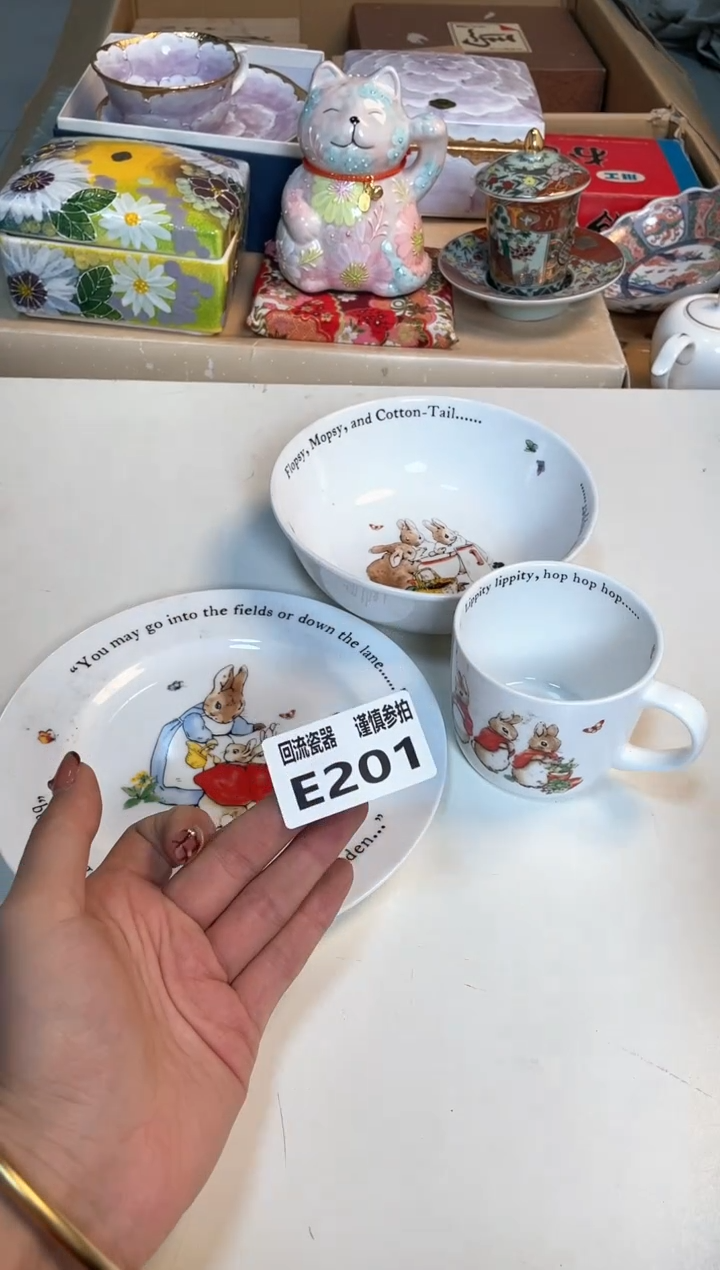 Flopsy, Mopsy, and Cotton-Tail......
Lippity lippity, hop hop hop......
"You may go into the fields or down the lane......
回流瓷器 谨慎参拍
E201
den..."
お